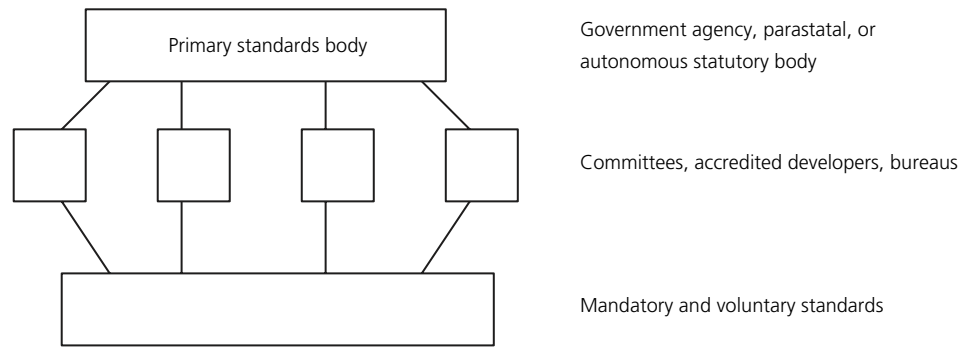 Primary standards body
Government agency, parastatal, or
autonomous statutory body
Committees, accredited developers, bureaus
Mandatory and voluntary standards